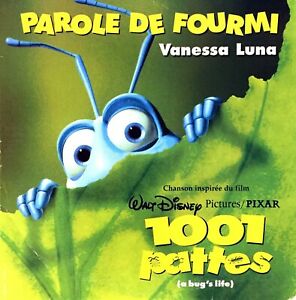 PAROLE DE FOURMI
Vanessa Luna
Chanson inspirée du film
Walt Disney Pictures/PIXAR
1001
pattes
(a bug's life)